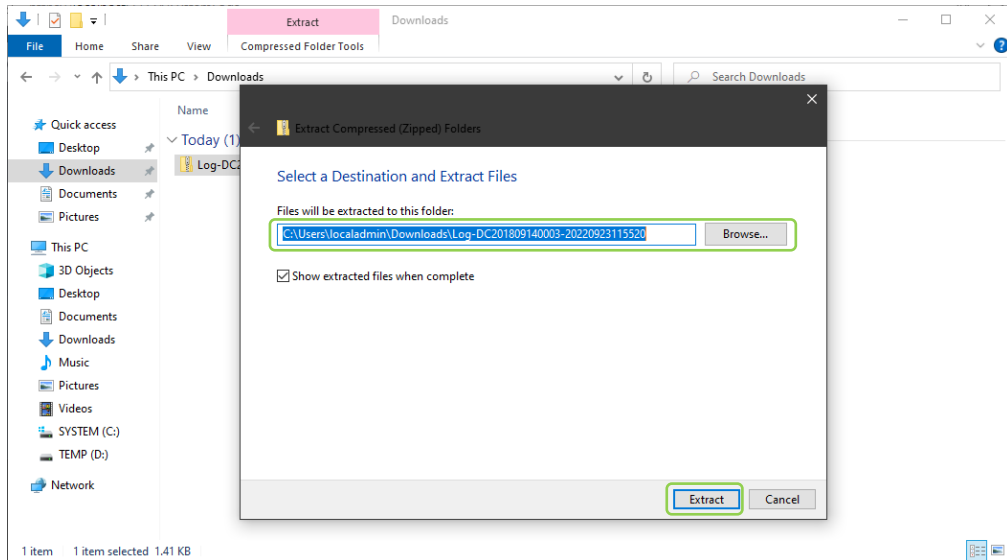 Extract
Downloads
File
Home
Share
View
Compressed Folder Tools
This PC
Downloads
Search Downloads
Name
Quick access
Desktop
Downloads
Documents
Pictures
This PC
3D Objects
Desktop
Documents
Downloads
Music
Pictures
Videos
SYSTEM (C:)
TEMP (D:)
Network
Today (1)
Log-DC2
Extract Compressed (Zipped) Folders
Select a Destination and Extract Files
Files will be extracted to this folder:
C:\Users\localadmin\Downloads\Log-DC201809140003-20220923115520
Browse...
Show extracted files when complete
Extract
Cancel
1 item
1 item selected 1.41 KB